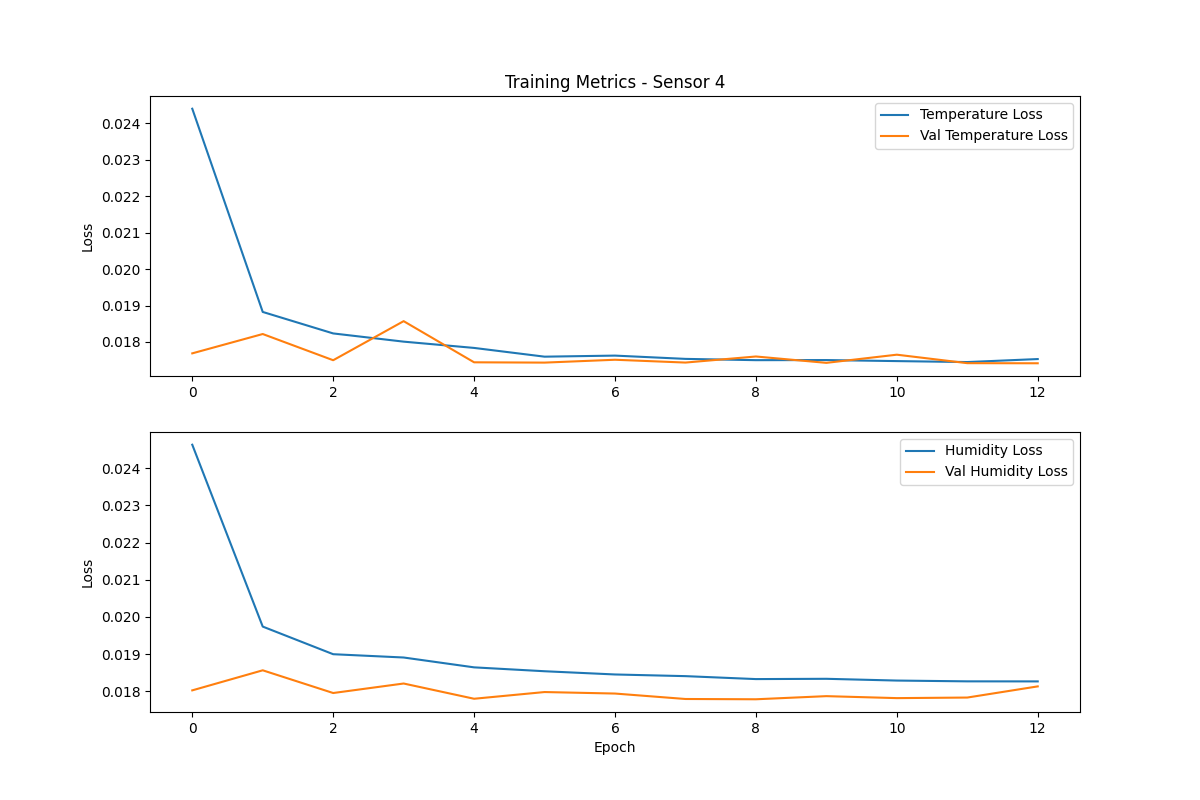 Training Metrics - Sensor 4
Temperature Loss
Val Temperature Loss
Loss
0.024
0.023
0.022
0.021
0.020
0.019
0.018
0 2 4 6 8 10 12
Humidity Loss
Val Humidity Loss
Loss
0.024
0.023
0.022
0.021
0.020
0.019
0.018
0 2 4 6 8 10 12
Epoch